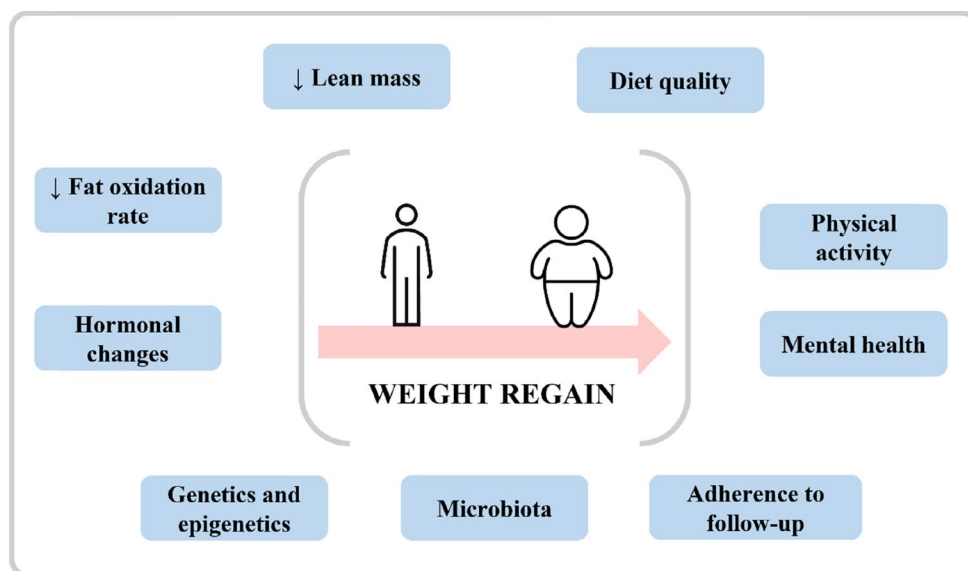 ↓ Lean mass
Diet quality
↓ Fat oxidation
rate
Physical
activity
Hormonal
changes
Mental health
WEIGHT REGAIN
Genetics and
epigenetics
Microbiota
Adherence to
follow-up